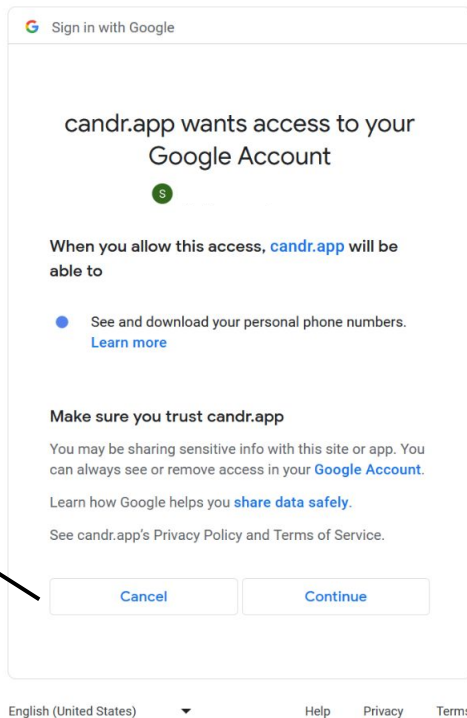 Sign in with Google
candr.app wants access to your
Google Account
S
When you allow this access, candr.app will be
able to
See and download your personal phone numbers.
Learn more
Make sure you trust candr.app
You may be sharing sensitive info with this site or app. You
can always see or remove access in your Google Account.
Learn how Google helps you share data safely.
See candr.app's Privacy Policy and Terms of Service.
Cancel Continue
English (United States) Help Privacy Terms